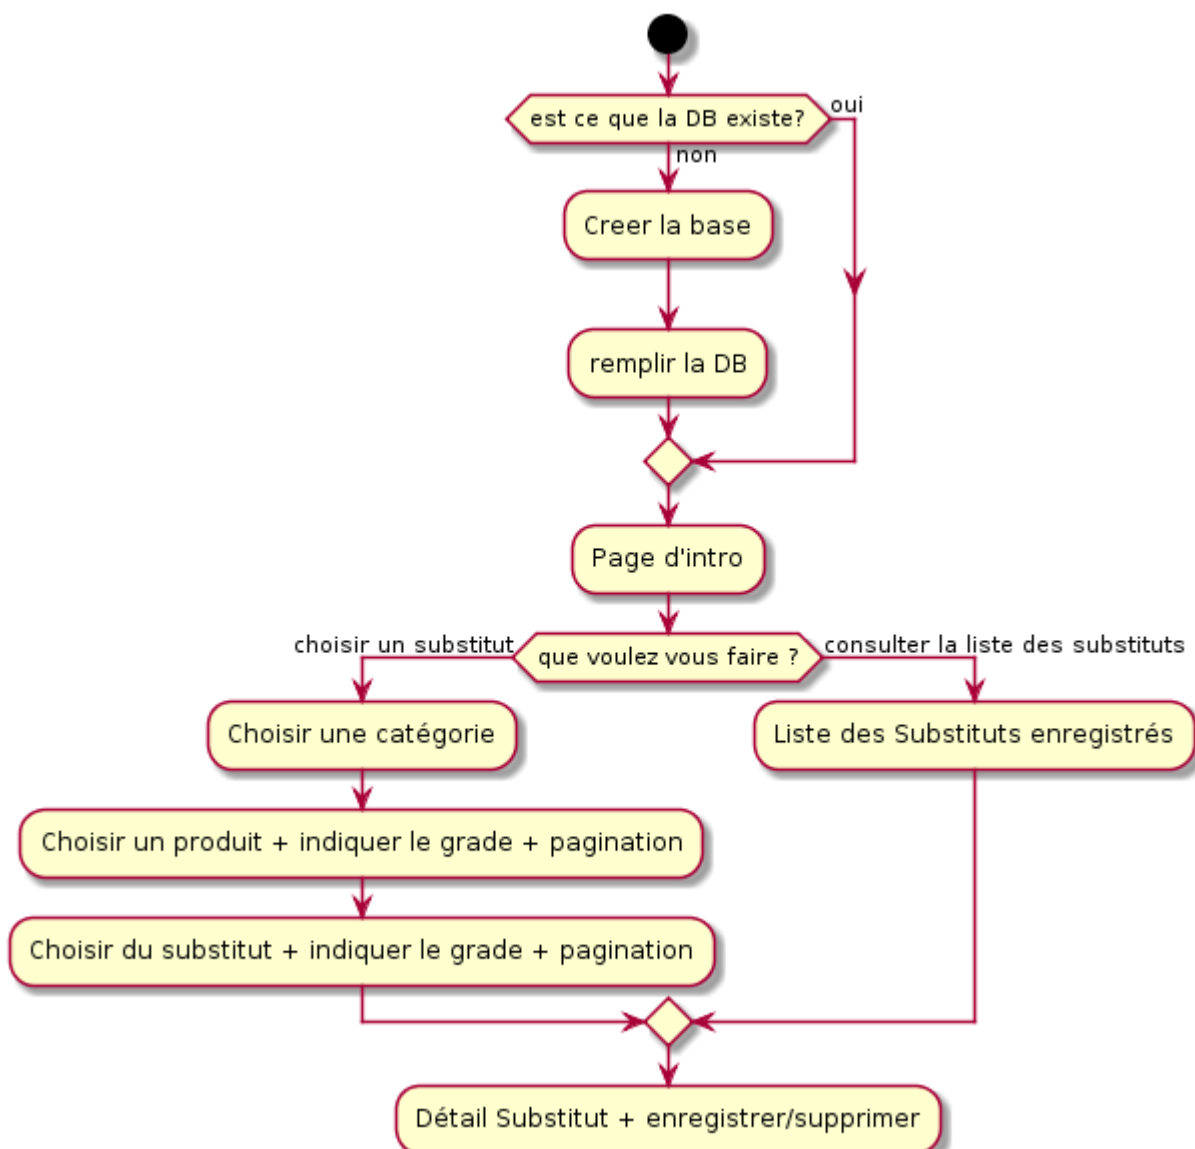 est ce que la DB existe?
oui
non
Creer la base
remplir la DB
Page d'intro
choisir un substitut
que voulez vous faire ?
consulter la liste des substituts
Choisir une catégorie
Liste des Substituts enregistrés
Choisir un produit + indiquer le grade + pagination
Choisir du substitut + indiquer le grade + pagination
Détail Substitut + enregistrer/supprimer